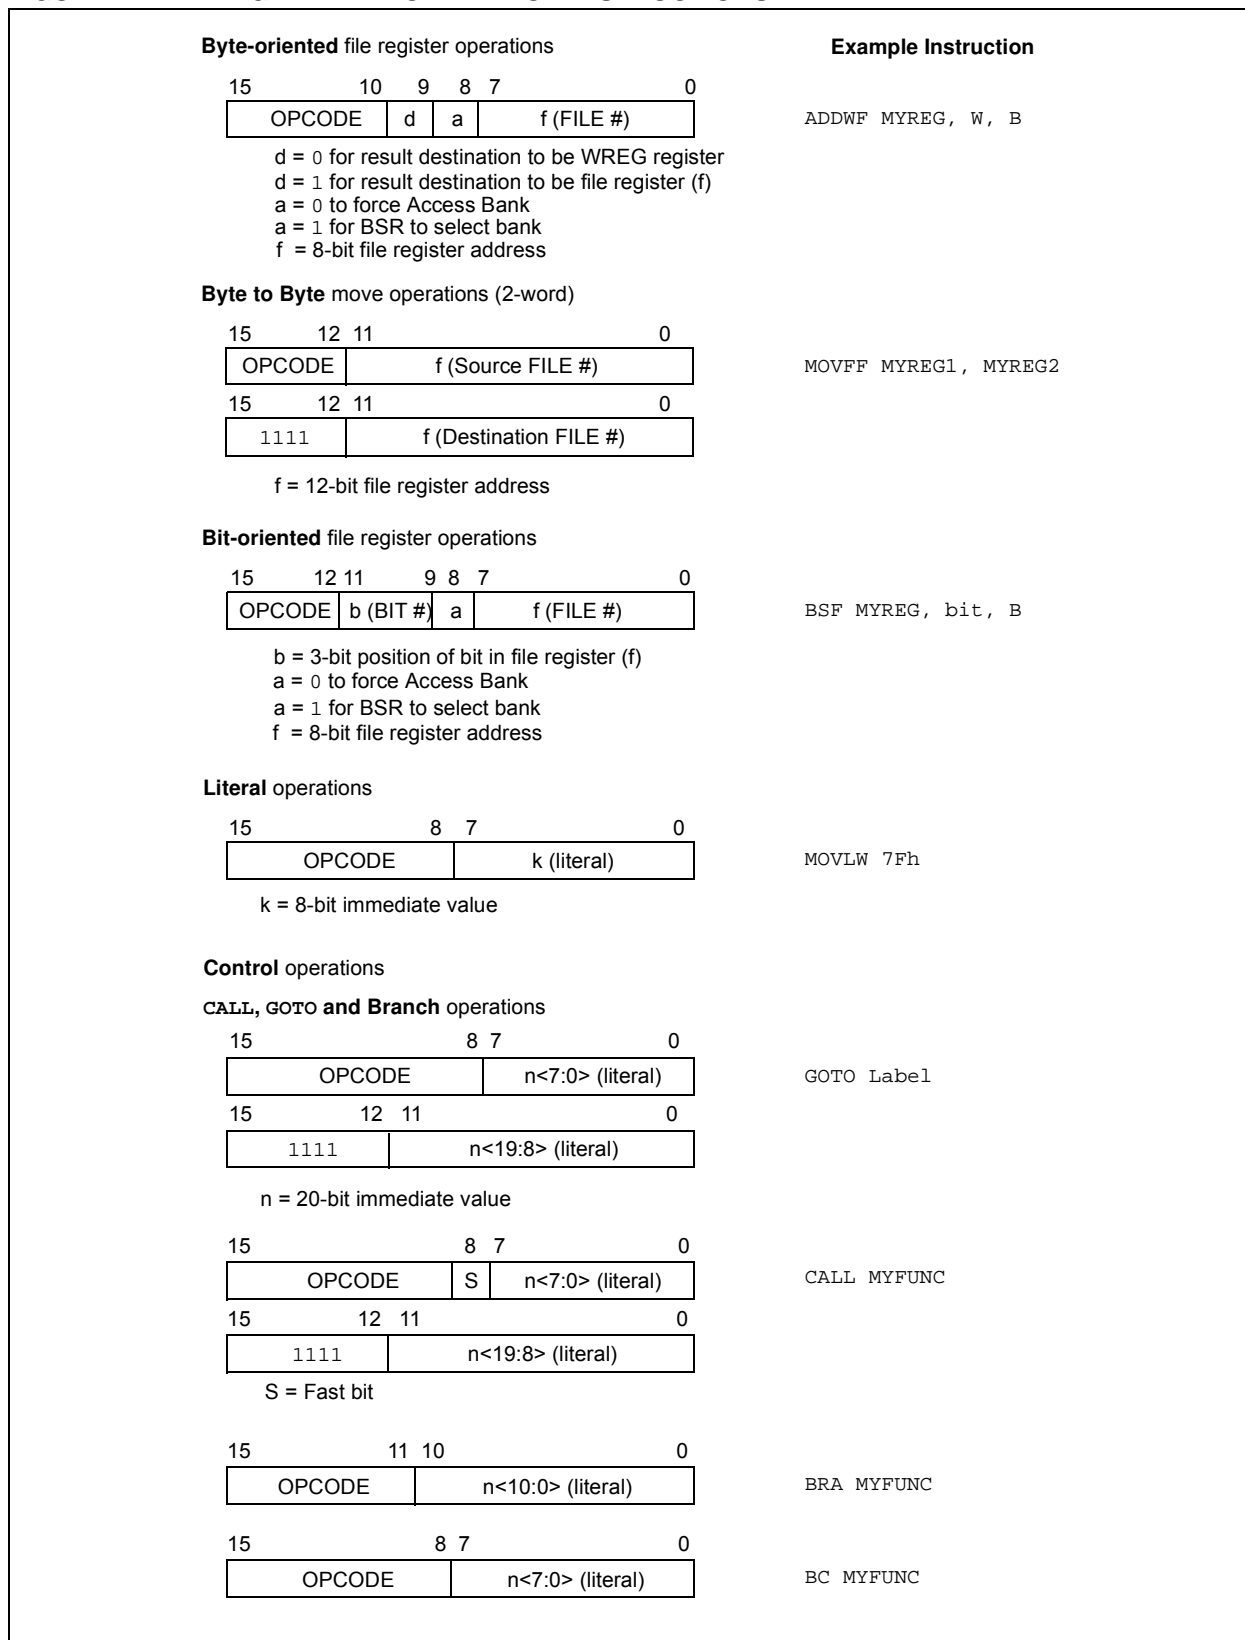 Byte-oriented file register operations Example Instruction
15 10 9 8 7 0
OPCODE d a f (FILE #) ADDWF MYREG, W, B
d = 0 for result destination to be WREG register
d = 1 for result destination to be file register (f)
a = 0 to force Access Bank
a = 1 for BSR to select bank
f = 8-bit file register address
Byte to Byte move operations (2-word)
15 12 11 0
OPCODE f (Source FILE #) MOVFF MYREG1, MYREG2
15 12 11 0
1111 f (Destination FILE #)
f = 12-bit file register address
Bit-oriented file register operations
15 12 11 9 8 7 0
OPCODE b (BIT #) a f (FILE #) BSF MYREG, bit, B
b = 3-bit position of bit in file register (f)
a = 0 to force Access Bank
a = 1 for BSR to select bank
f = 8-bit file register address
Literal operations
15 8 7 0
OPCODE k (literal) MOVLW 7Fh
k = 8-bit immediate value
Control operations
CALL, GOTO and Branch operations
15 8 7 0
OPCODE n<7:0> (literal) GOTO Label
15 12 11 0
1111 n<19:8> (literal)
n = 20-bit immediate value
15 8 7 0
OPCODE S n<7:0> (literal) CALL MYFUNC
15 12 11 0
1111 n<19:8> (literal)
S = Fast bit
15 11 10 0
OPCODE n<10:0> (literal) BRA MYFUNC
15 8 7 0
OPCODE n<7:0> (literal) BC MYFUNC